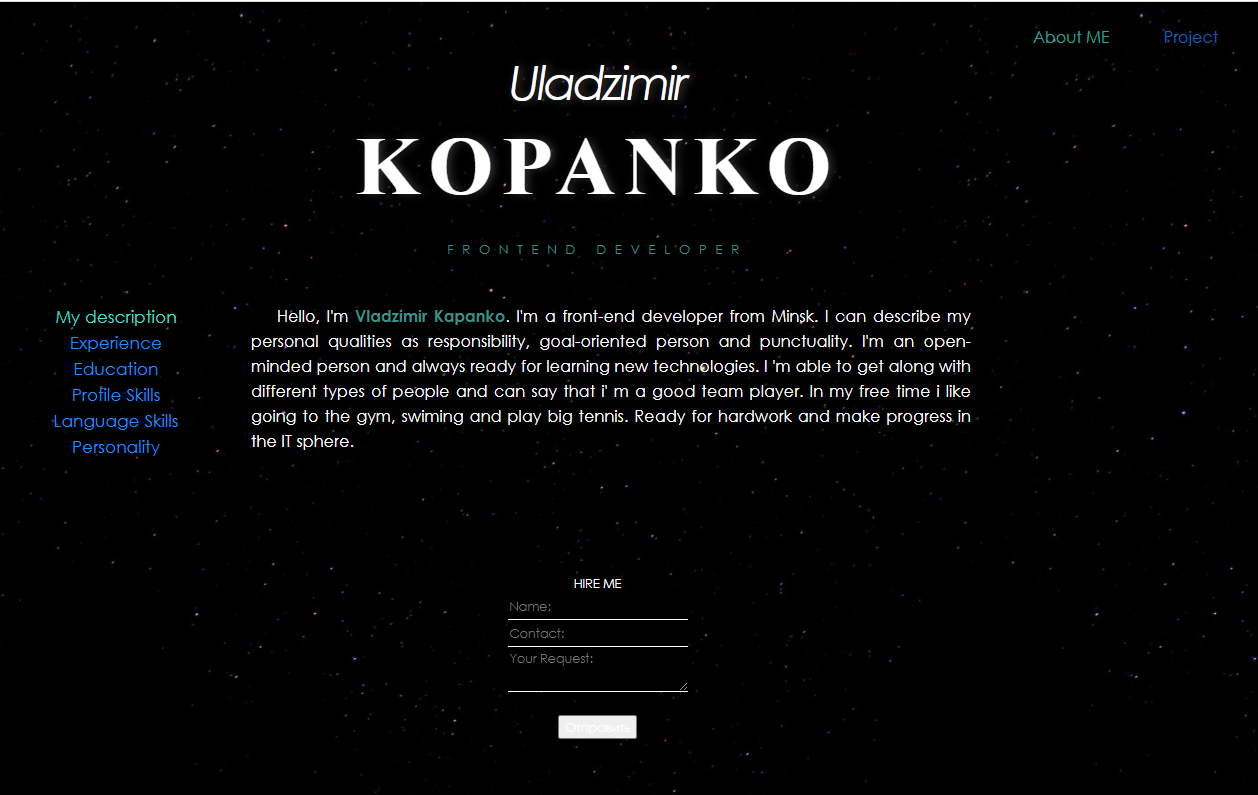 About ME Project
Uladzimir
KOPANKO
FRONTEND DEVELOPER
My description
Experience
Education
Profile Skills
Language Skills
Personality
Hello, I'm Vladzimir Kapanko. I'm a front-end developer from Minsk. I can describe my
personal qualities as responsibility, goal-oriented person and punctuality. I'm an open-
minded person and always ready for learning new technologies. I 'm able to get along with
different types of people and can say that i' m a good team player. In my free time i like
going to the gym, swiming and play big tennis. Ready for hardwork and make progress in
the IT sphere.
HIRE ME
Name:
Contact:
Your Request:
Отправить